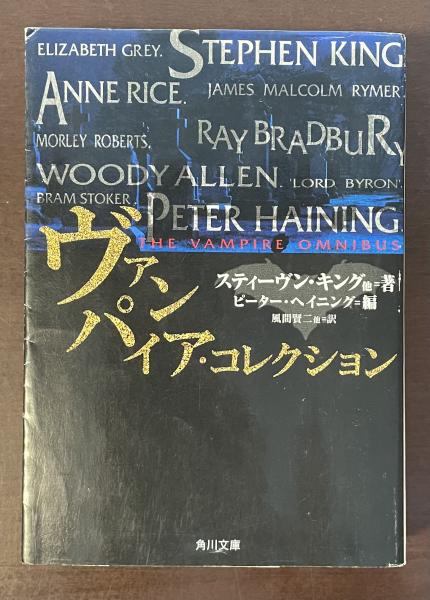 ELIZABETH GREY. STEPHEN KING.
ANNE RICE. JAMES MALCOLM RYMER.
MORLEY ROBERTS. RAY BRADBURY.
WOODY ALLEN. 'LORD BYRON'.
BRAM STOKER. PETER HAINING.
THE VAMPIRE OMNIBUS
ヴァン
パイア・コレクション
スティーヴン・キング他=著
ピーター・ヘイニング=編
風間賢二他=訳
角川文庫